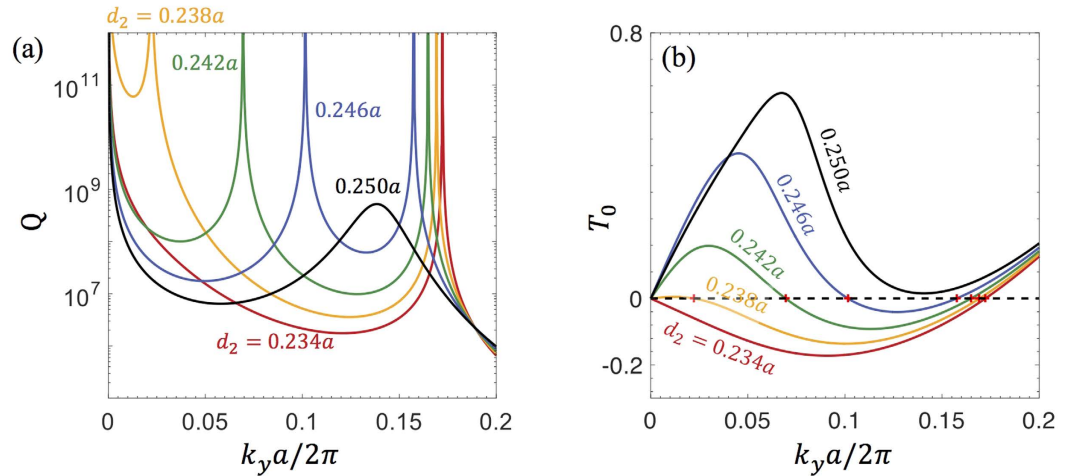 (a)
d₂ = 0.238a
0.242a
0.246a
0.250a
d₂ = 0.234a
Q
10¹¹
10⁹
10⁷
0
0.05
0.1
0.15
0.2
k_y a/2π
(b)
0.8
0
-0.2
T₀
0.250a
0.246a
0.242a
0.238a
d₂ = 0.234a
0
0.05
0.1
0.15
0.2
k_y a/2π